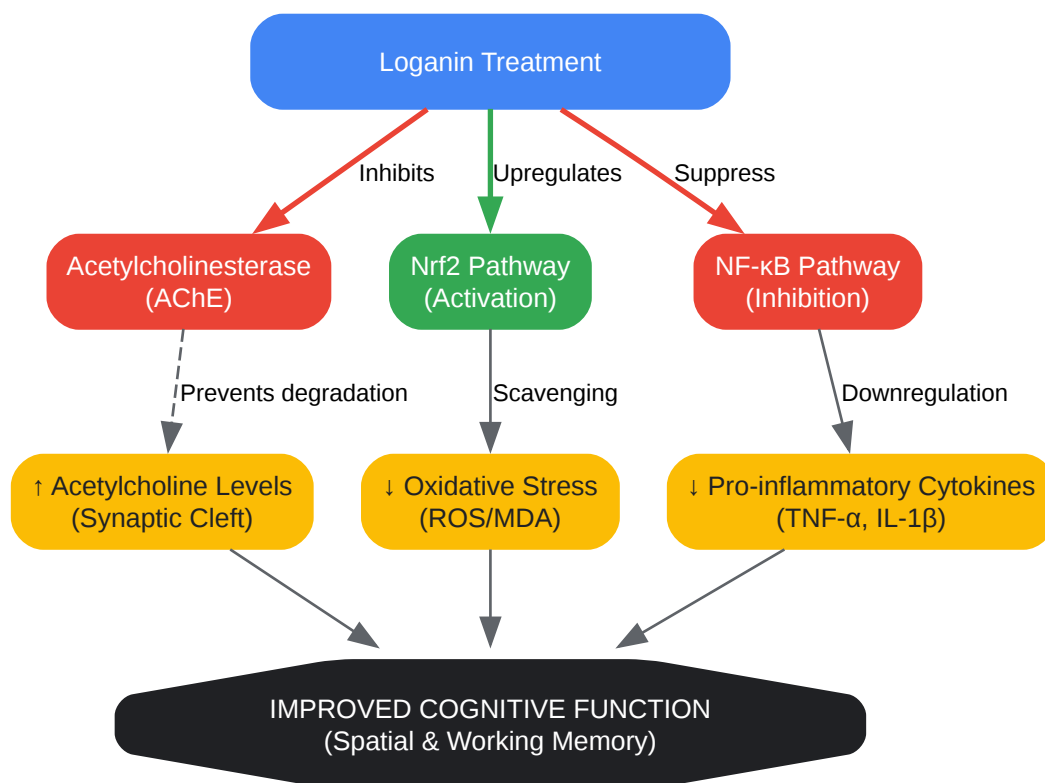 Loganin Treatment
Inhibits
Upregulates
Suppress
Acetylcholinesterase
(AChE)
Nrf2 Pathway
(Activation)
NF-κB Pathway
(Inhibition)
Prevents degradation
Scavenging
Downregulation
↑ Acetylcholine Levels
(Synaptic Cleft)
↓ Oxidative Stress
(ROS/MDA)
↓ Pro-inflammatory Cytokines
(TNF-α, IL-1β)
IMPROVED COGNITIVE FUNCTION
(Spatial & Working Memory)